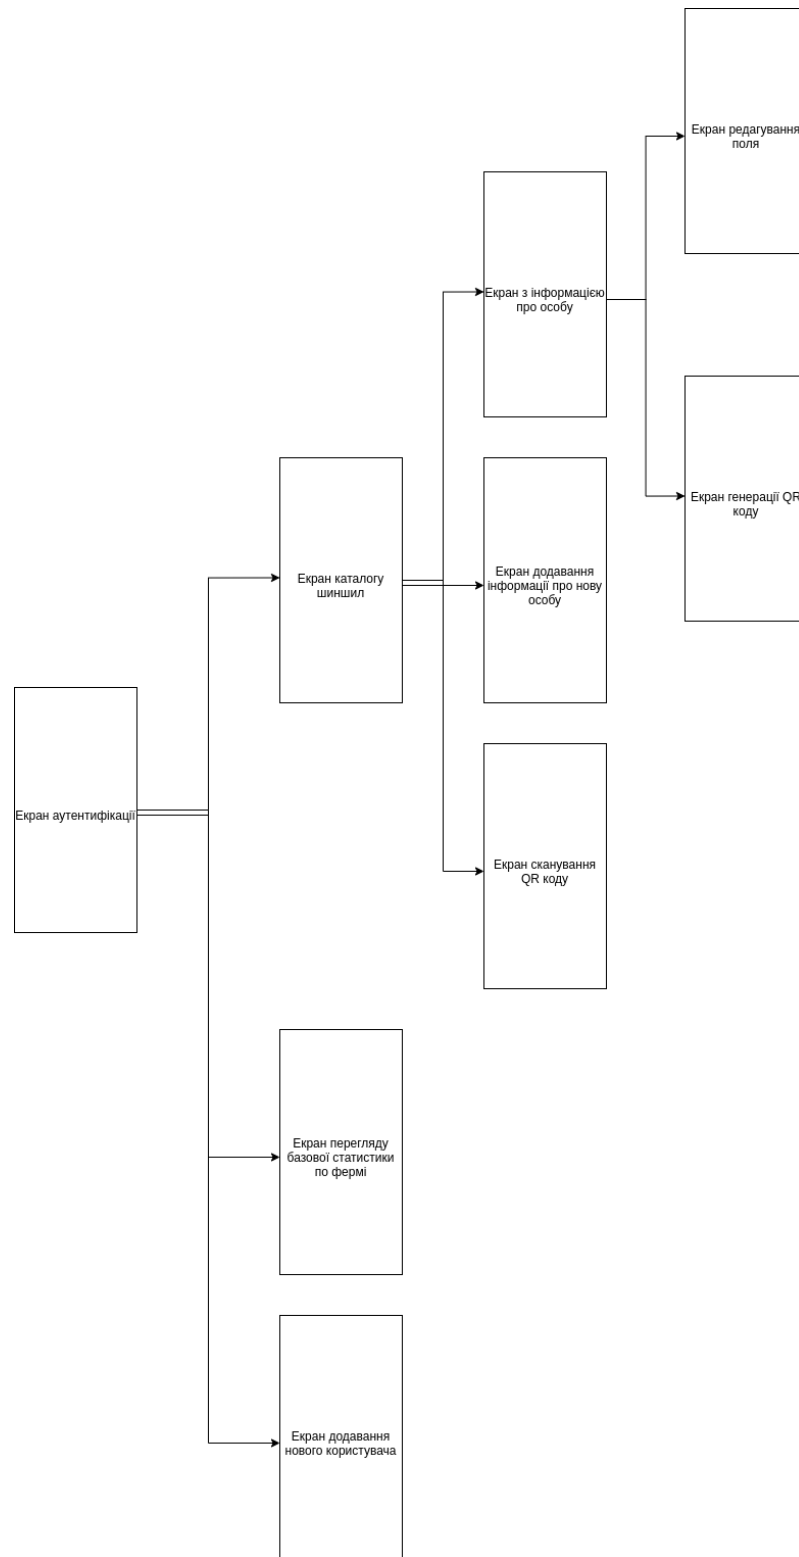 Екран редагування
поля
Екран з інформацією
про особу
Екран генерації QR
коду
Екран каталогу
шиншил
Екран додавання
інформації про нову
особу
Екран аутентифікації
Екран сканування
QR коду
Екран перегляду
базової статистики
по фермі
Екран додавання
нового користувача